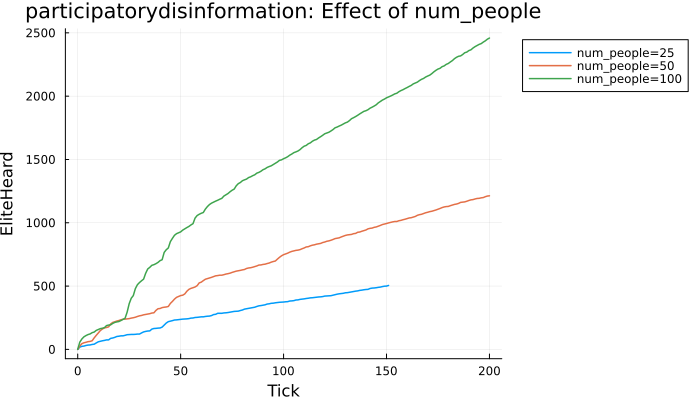 participatorydisinformation: Effect of num_people
EliteHeard
2500
2000
1500
1000
500
0
0 50 100 150 200
Tick
num_people=25
num_people=50
num_people=100